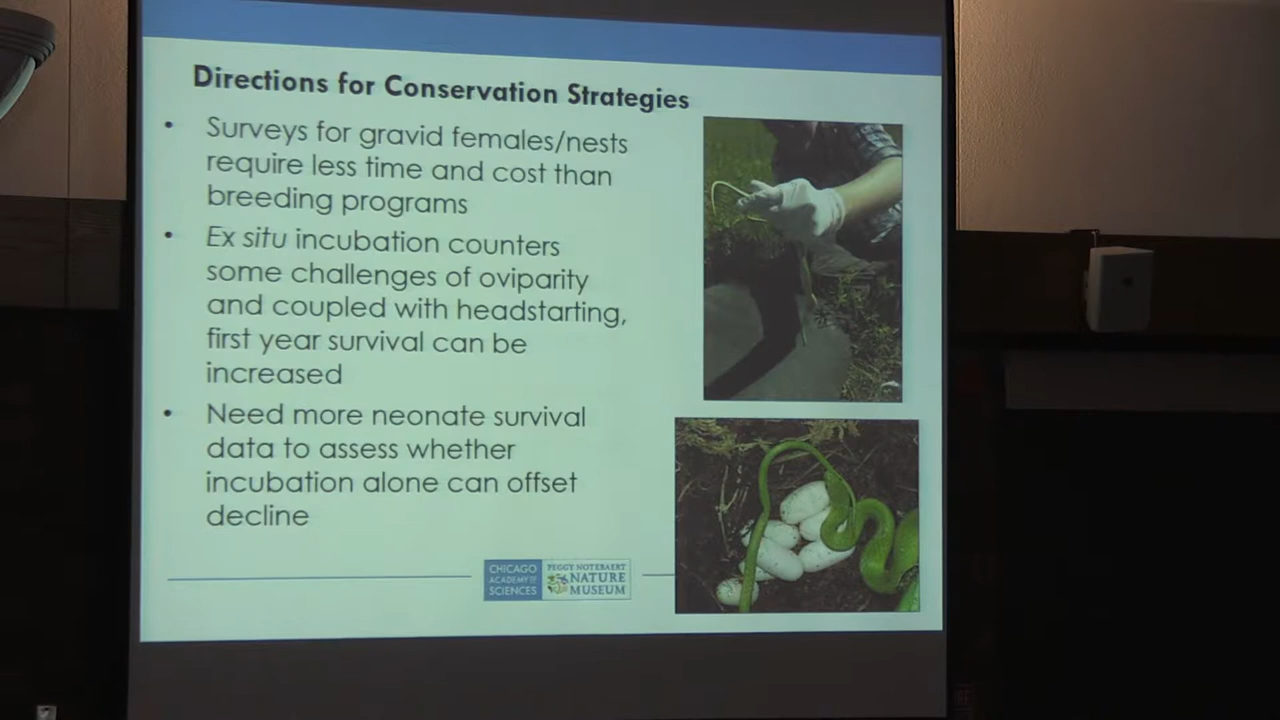 Directions for Conservation Strategies
• Surveys for gravid females/nests
require less time and cost than
breeding programs
• Ex situ incubation counters
some challenges of oviparity
and coupled with headstarting,
first year survival can be
increased
• Need more neonate survival
data to assess whether
incubation alone can offset
decline
CHICAGO
ACADEMY OF
SCIENCES
PEGGY NOTEBAERT
NATURE
MUSEUM